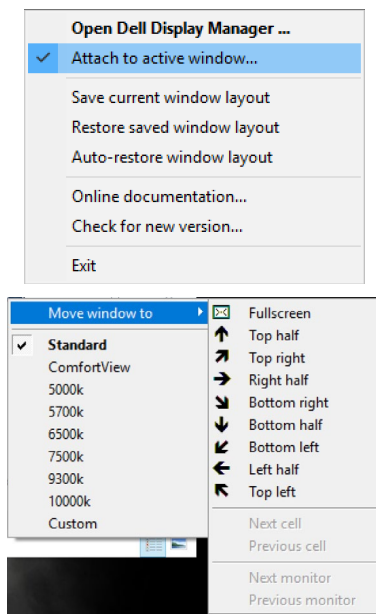 Open Dell Display Manager ...
Attach to active window...
Save current window layout
Restore saved window layout
Auto-restore window layout
Online documentation...
Check for new version...
Exit
Move window to
Standard
ComfortView
5000k
5700k
6500k
7500k
9300k
10000k
Custom
Fullscreen
Top half
Top right
Right half
Bottom right
Bottom half
Bottom left
Left half
Top left
Next cell
Previous cell
Next monitor
Previous monitor